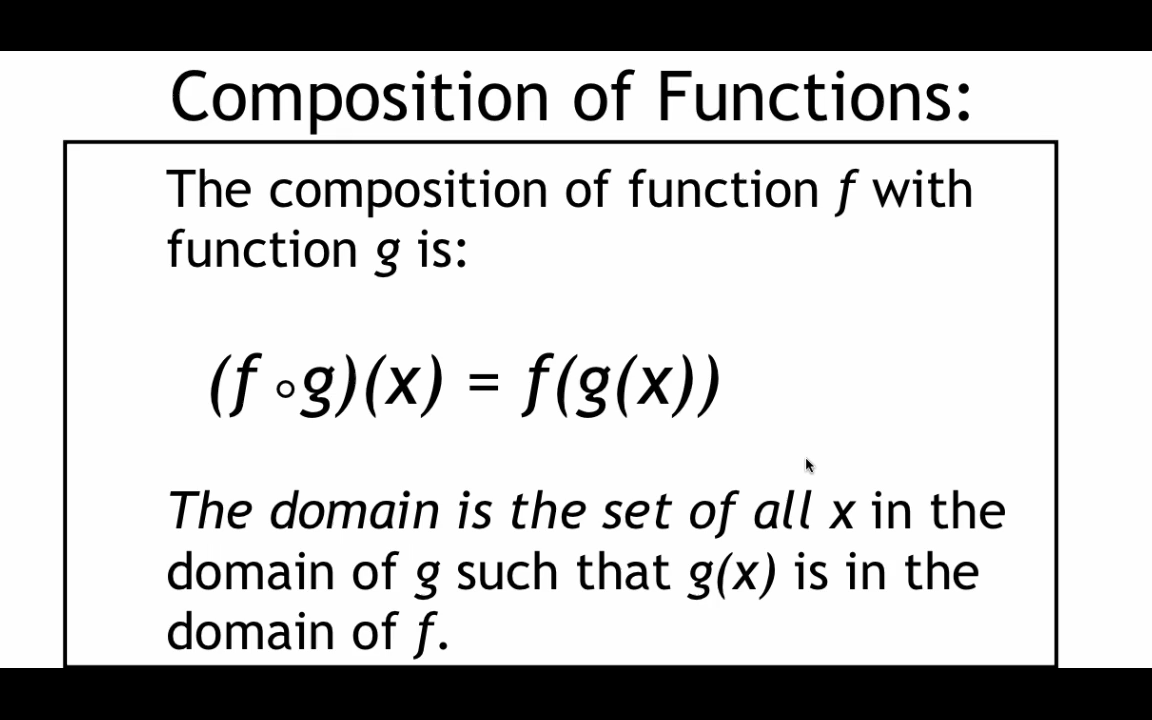 Composition of Functions:
The composition of function f with
function g is:
(f ∘g)(x) = f(g(x))
The domain is the set of all x in the
domain of g such that g(x) is in the
domain of f.